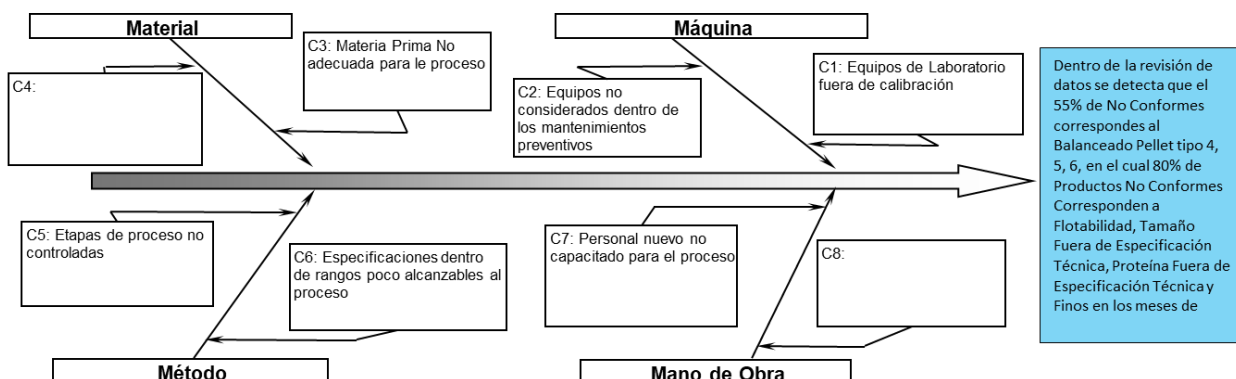 Material
Máquina
C4:
C3: Materia Prima No
adecuada para le proceso
C2: Equipos no
considerados dentro de
los mantenimientos
preventivos
C1: Equipos de Laboratorio
fuera de calibración
Dentro de la revisión de
datos se detecta que el
55% de No Conformes
correspondes al
Balanceado Pellet tipo 4,
5, 6, en el cual 80% de
Productos No Conformes
Corresponden a
Flotabilidad, Tamaño
Fuera de Especificación
Técnica, Proteína Fuera de
Especificación Técnica y
Finos en los meses de
C5: Etapas de proceso no
controladas
C6: Especificaciones dentro
de rangos poco alcanzables al
proceso
C7: Personal nuevo no
capacitado para el proceso
C8:
Método
Mano de Obra